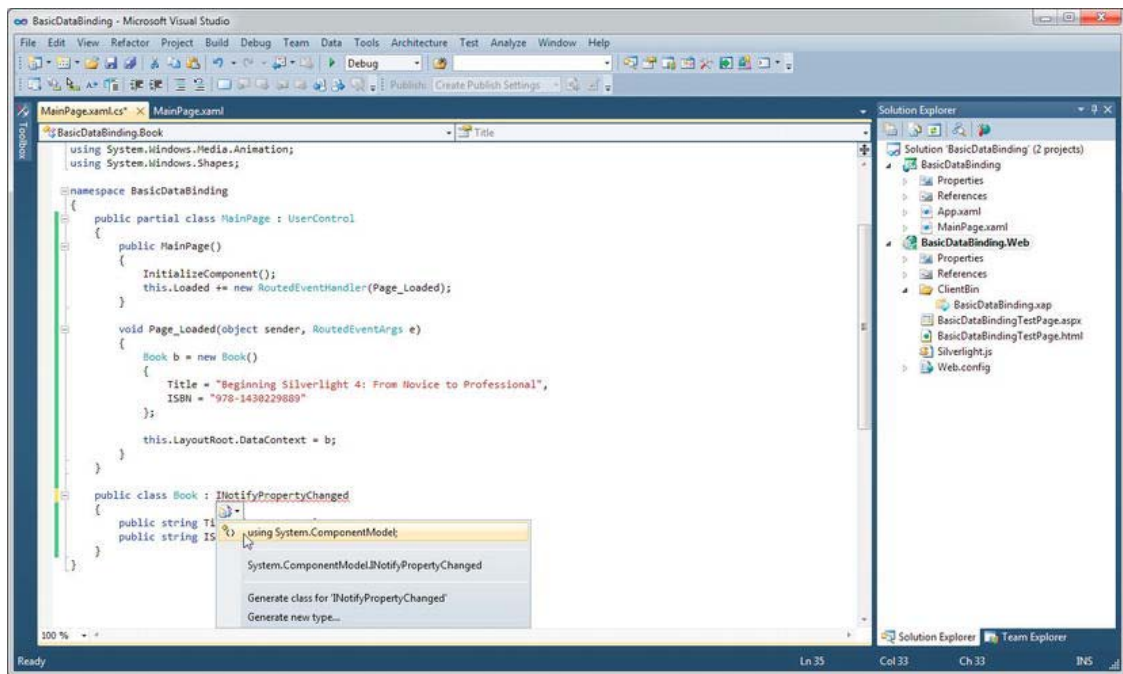 BasicDataBinding - Microsoft Visual Studio
File Edit View Refactor Project Build Debug Team Data Tools Architecture Test Analyze Window Help
Debug
Publish: Create Publish Settings
Toolbox
MainPage.xaml.cs* MainPage.xaml
BasicDataBinding.Book Title
using System.Windows.Media.Animation;
using System.Windows.Shapes;
namespace BasicDataBinding
{
public partial class MainPage : UserControl
{
public MainPage()
{
InitializeComponent();
this.Loaded += new RoutedEventHandler(Page_Loaded);
}
void Page_Loaded(object sender, RoutedEventArgs e)
{
Book b = new Book()
{
Title = "Beginning Silverlight 4: From Novice to Professional",
ISBN = "978-1430229889"
};
this.LayoutRoot.DataContext = b;
}
}
public class Book : INotifyPropertyChanged
{
public string Ti
public string IS
}
}
using System.ComponentModel;
System.ComponentModel.INotifyPropertyChanged
Generate class for 'INotifyPropertyChanged'
Generate new type...
100 %
Solution Explorer
Solution 'BasicDataBinding' (2 projects)
BasicDataBinding
Properties
References
App.xaml
MainPage.xaml
BasicDataBinding.Web
Properties
References
ClientBin
BasicDataBinding.xap
BasicDataBindingTestPage.aspx
BasicDataBindingTestPage.html
Silverlight.js
Web.config
Solution Explorer Team Explorer
Ready Ln 35 Col 33 Ch 33 INS